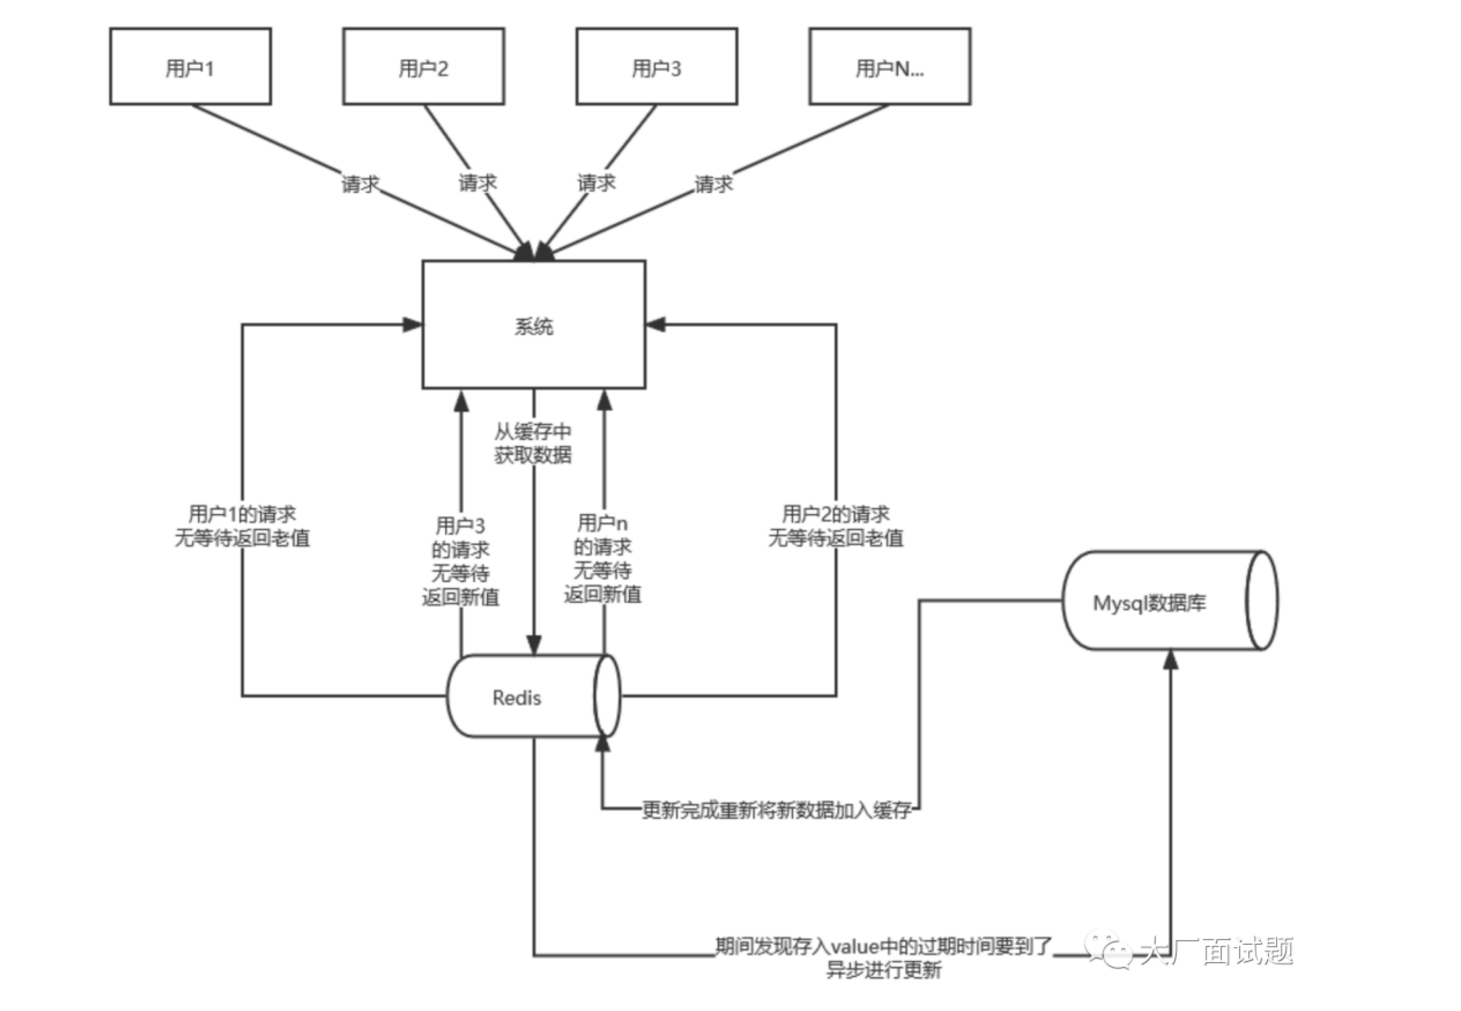 用户1
用户2
用户3
用户N...
请求
请求
请求
请求
系统
从缓存中
获取数据
用户1的请求
无等待返回老值
用户3
的请求
无等待
返回新值
用户n
的请求
无等待
返回新值
用户2的请求
无等待返回老值
Mysql数据库
Redis
更新完成重新将新数据加入缓存
期间发现存入value中的过期时间要到了
异步进行更新
大厂面试题